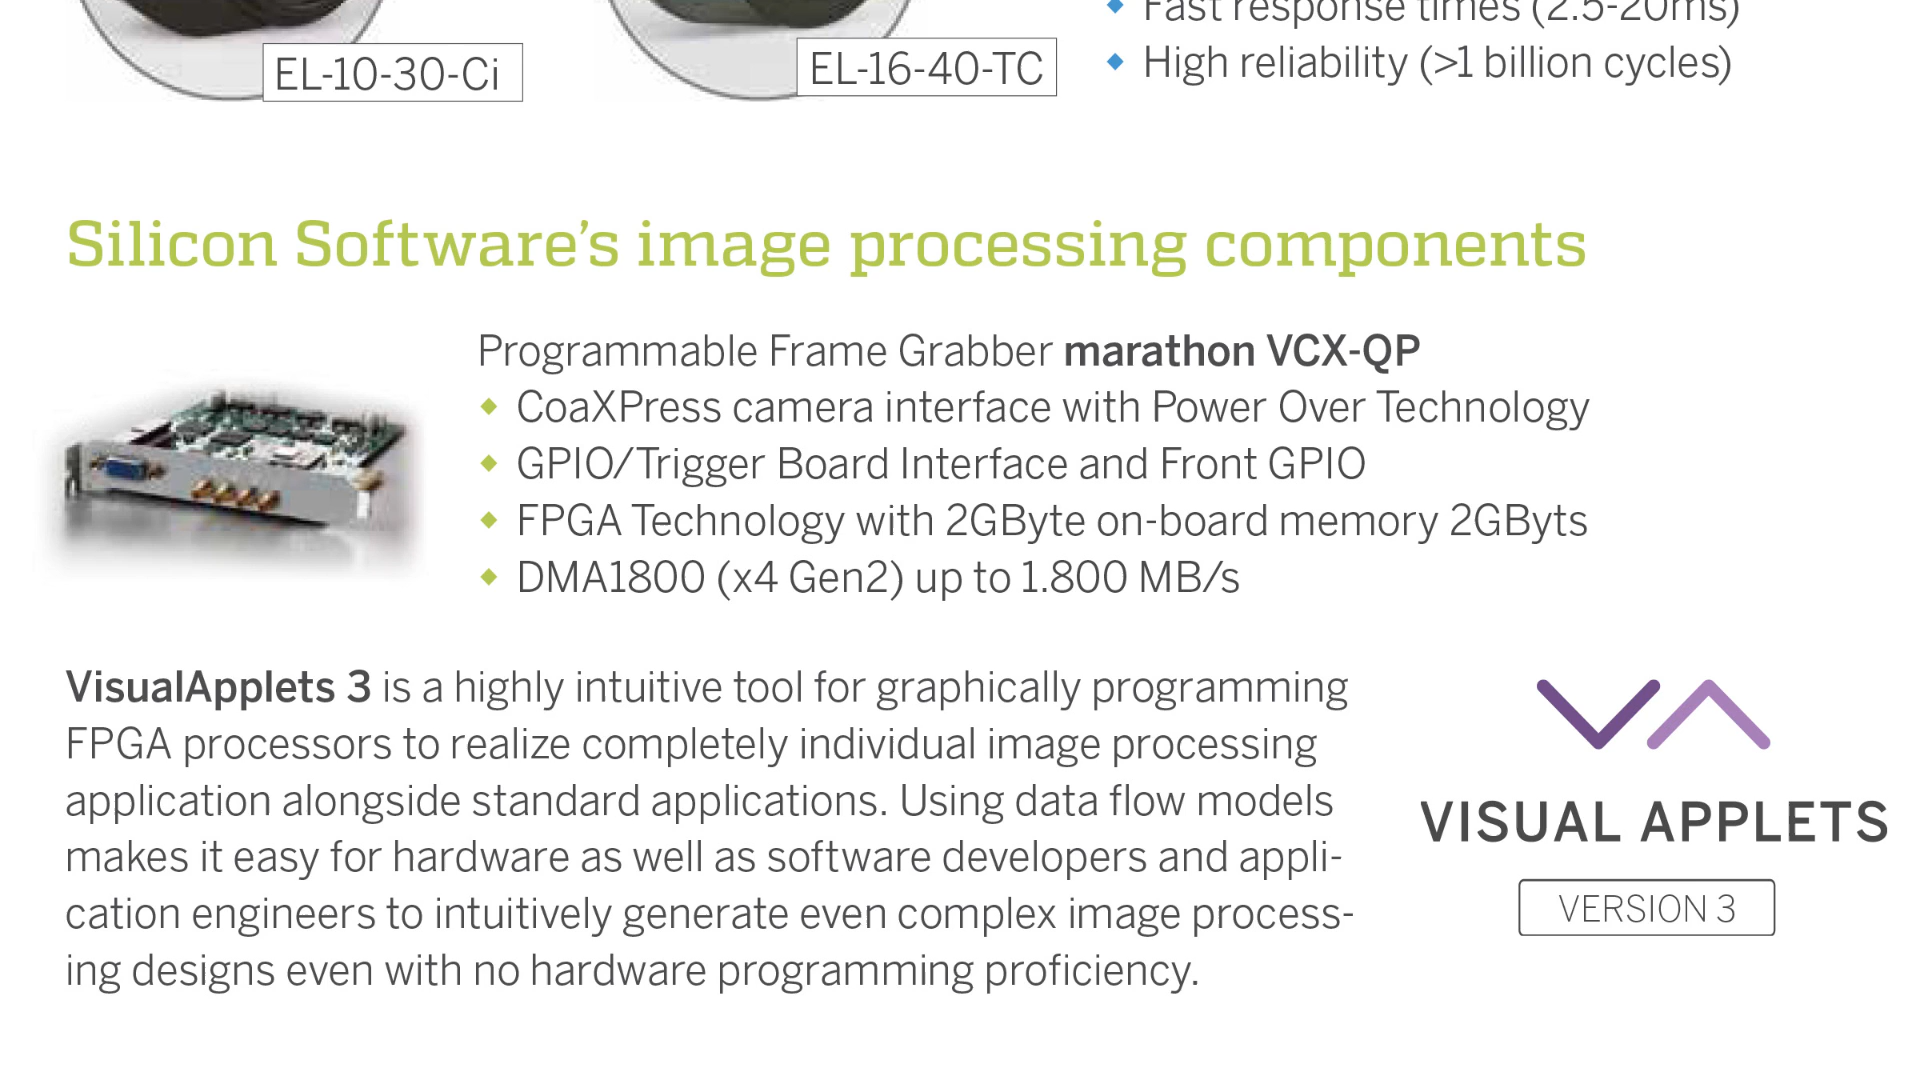 Fast response times (2.5-20ms)
High reliability (>1 billion cycles)
EL-10-30-Ci
EL-16-40-TC
Silicon Software's image processing components
Programmable Frame Grabber marathon VCX-QP
CoaXPress camera interface with Power Over Technology
GPIO/Trigger Board Interface and Front GPIO
FPGA Technology with 2GByte on-board memory 2GByts
DMA1800 (x4 Gen2) up to 1.800 MB/s
VisualApplets 3 is a highly intuitive tool for graphically programming
FPGA processors to realize completely individual image processing
application alongside standard applications. Using data flow models
makes it easy for hardware as well as software developers and appli-
cation engineers to intuitively generate even complex image process-
ing designs even with no hardware programming proficiency.
VISUAL APPLETS
VERSION 3